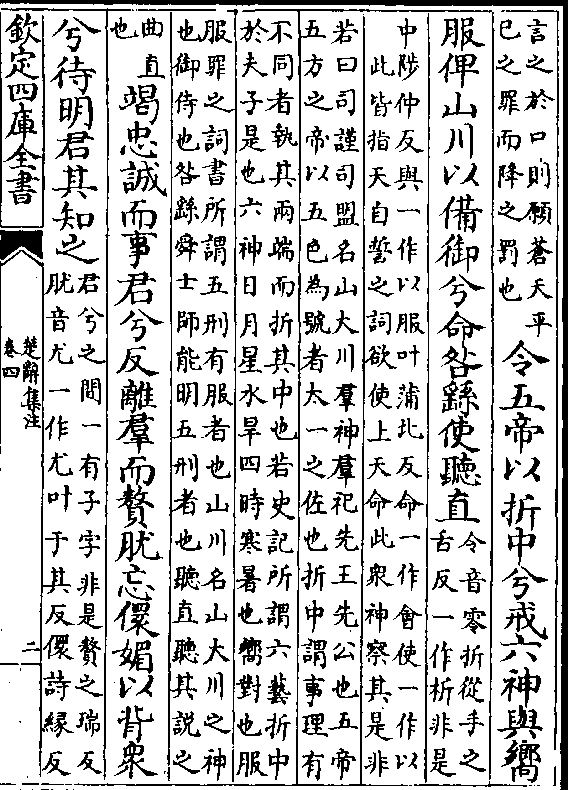 言之於口則願蒼天平
已之罪而降之罰也
令五帝以折中兮戒六神與嚮
服俾山川以備御兮命咎繇使聽直
令音零折從手之
舌反一作析非是
中陟仲反與一作以服叶蒲北反命一作會使一作以
此皆指天自誓之詞欲使上天命此衆神察其是非
若曰司謹司盟名山大川羣神羣祀先王先公也五帝
五方之帝以五色為號者太一之佐也折中謂事理有
不同者執其兩端而折其中也若史記所謂六藝折中
於夫子是也六神日月星水旱四時寒暑也嚮對也服
服罪之詞書所謂五刑有服者也山川名山大川之神
也御侍也咎繇舜士師能明五刑者也聽直聽其說之
曲直
也
竭忠誠而事君兮反離羣而贅肬忘儇媚以背衆
兮待明君其知之
君兮之間一有子字非是贅之瑞反
肬音尤一作尤叶于其反儇詩緣反
欽定四庫全書
楚辭集注
卷四
二